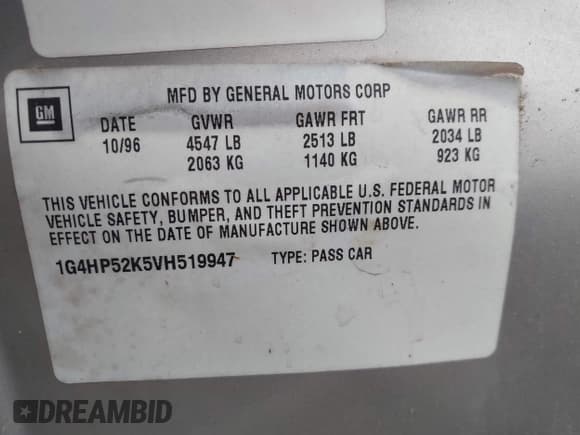 GM
MFD BY GENERAL MOTORS CORP
DATE GVWR GAWR FRT GAWR RR
10/96 4547 LB 2513 LB 2034 LB
2063 KG 1140 KG 923 KG
THIS VEHICLE CONFORMS TO ALL APPLICABLE U.S. FEDERAL MOTOR
VEHICLE SAFETY, BUMPER, AND THEFT PREVENTION STANDARDS IN
EFFECT ON THE DATE OF MANUFACTURE SHOWN ABOVE.
1G4HP52K5VH519947 TYPE: PASS CAR
DREAMBID